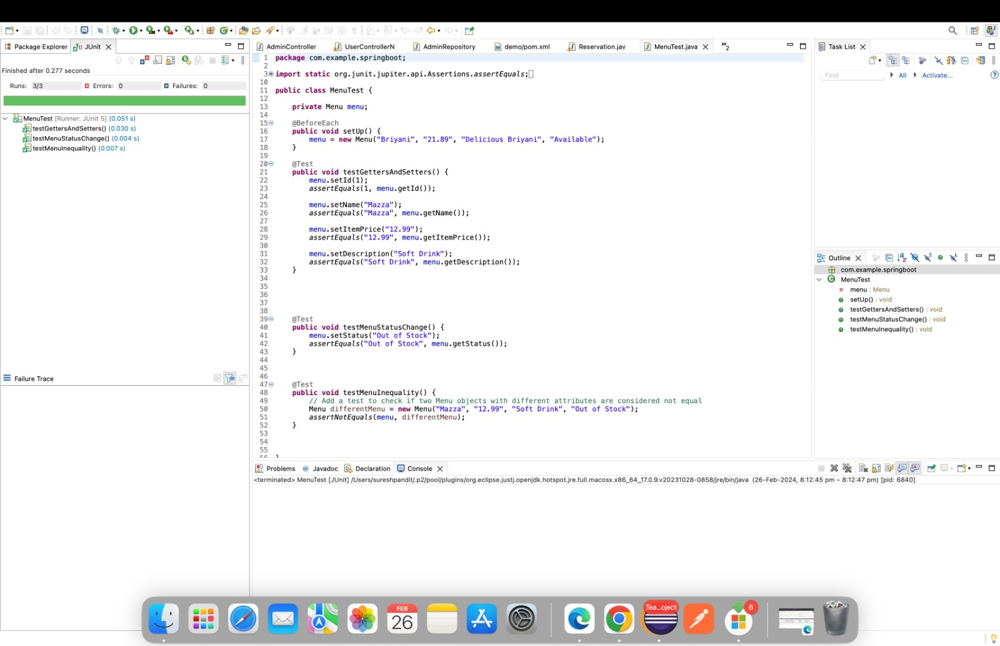 Package Explorer JUnit
Finished after 0.277 seconds
Runs: 3/3 Errors: 0 Failures: 0
MenuTest [Runner: JUnit 5] (0.051 s)
testGettersAndSetters() (0.030 s)
testMenuStatusChange() (0.004 s)
testMenuInequality() (0.007 s)
Failure Trace
AdminController UserControllerN AdminRepository demo/pom.xml Reservation.jav MenuTest.java »2
1 package com.example.springboot;
2
3 import static org.junit.jupiter.api.Assertions.assertEquals;
10
11 public class MenuTest {
12
13 private Menu menu;
14
15 @BeforeEach
16 public void setUp() {
17 menu = new Menu("Briyani", "21.89", "Delicious Briyani", "Available");
18 }
19
20 @Test
21 public void testGettersAndSetters() {
22 menu.setId(1);
23 assertEquals(1, menu.getId());
24
25 menu.setName("Mazza");
26 assertEquals("Mazza", menu.getName());
27
28 menu.setItemPrice("12.99");
29 assertEquals("12.99", menu.getItemPrice());
30
31 menu.setDescription("Soft Drink");
32 assertEquals("Soft Drink", menu.getDescription());
33 }
34
35
36
37
38
39 @Test
40 public void testMenuStatusChange() {
41 menu.setStatus("Out of Stock");
42 assertEquals("Out of Stock", menu.getStatus());
43 }
44
45
46
47 @Test
48 public void testMenuInequality() {
49 // Add a test to check if two Menu objects with different attributes are considered not equal
50 Menu differentMenu = new Menu("Mazza", "12.99", "Soft Drink", "Out of Stock");
51 assertNotEquals(menu, differentMenu);
52 }
53
54
55
56 }
Problems Javadoc Declaration Console
<terminated> MenuTest [JUnit] /Users/sureshpandit/.p2/pool/plugins/org.eclipse.justj.openjdk.hotspot.jre.full.macosx.x86_64_17.0.9.v20231028-0858/jre/bin/java (26-Feb-2024, 8:12:45 pm – 8:12:47 pm) [pid: 6840]
Task List
Find All Activate...
Outline
com.example.springboot
MenuTest
menu : Menu
setUp() : void
testGettersAndSetters() : void
testMenuStatusChange() : void
testMenuInequality() : void
FEB
26
Tea...oject
6